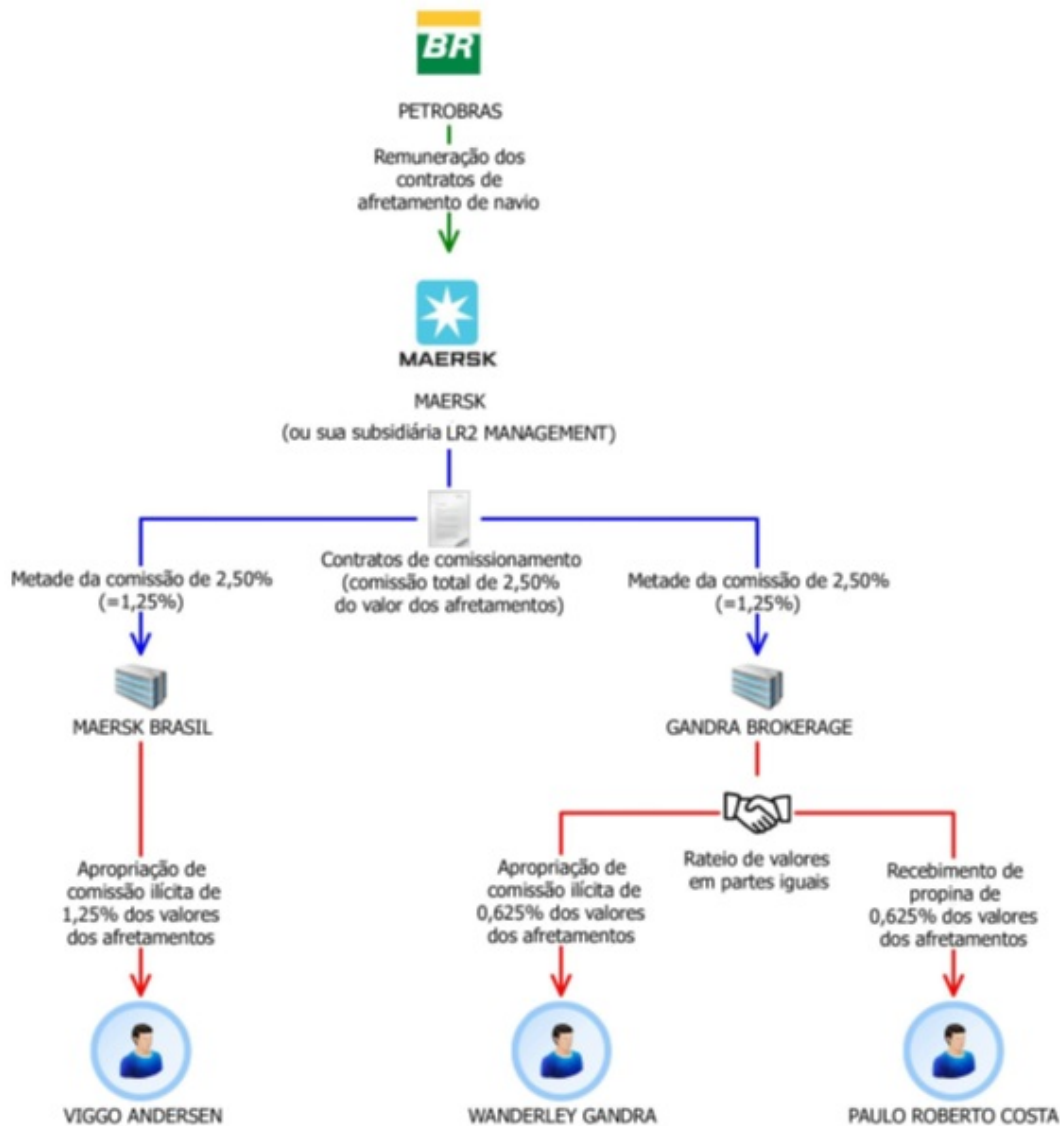 BR
PETROBRAS
Remuneração dos
contratos de
afretamento de navio
MAERSK
MAERSK
(ou sua subsidiária LR2 MANAGEMENT)
Contratos de comissionamento
(comissão total de 2,50%
do valor dos afretamentos)
Metade da comissão de 2,50%
(=1,25%)
Metade da comissão de 2,50%
(=1,25%)
MAERSK BRASIL
GANDRA BROKERAGE
Apropriação de
comissão ilícita de
1,25% dos valores
dos afretamentos
Apropriação de
comissão ilícita de
0,625% dos valores
dos afretamentos
Rateio de valores
em partes iguais
Recebimento de
propina de
0,625% dos valores
dos afretamentos
VIGGO ANDERSEN
WANDERLEY GANDRA
PAULO ROBERTO COSTA